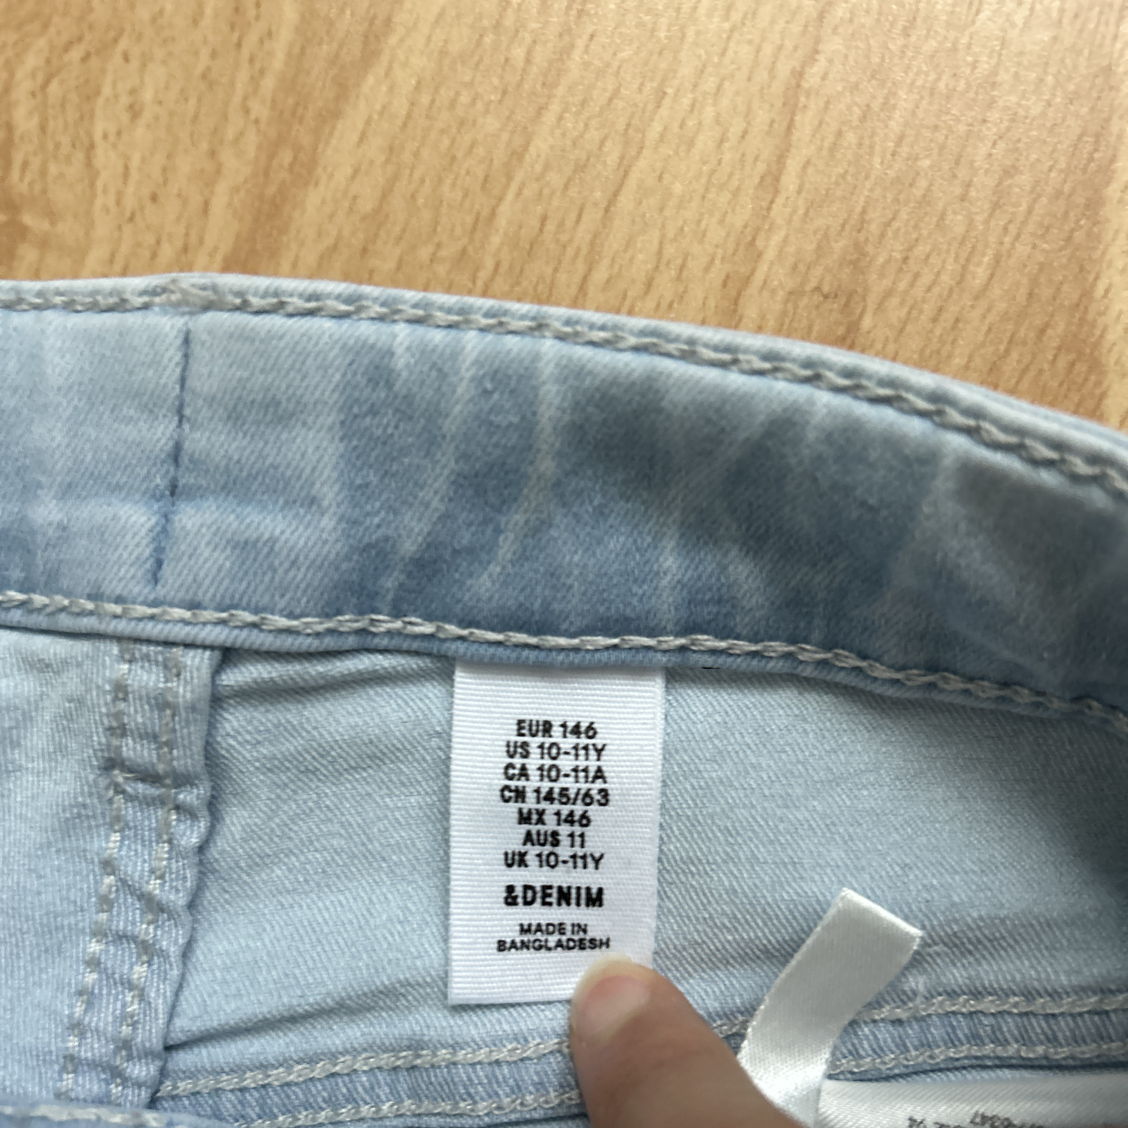 EUR 146
US 10-11Y
CA 10-11A
CN 145/63
MX 146
AUS 11
UK 10-11Y
&DENIM
MADE IN
BANGLADESH